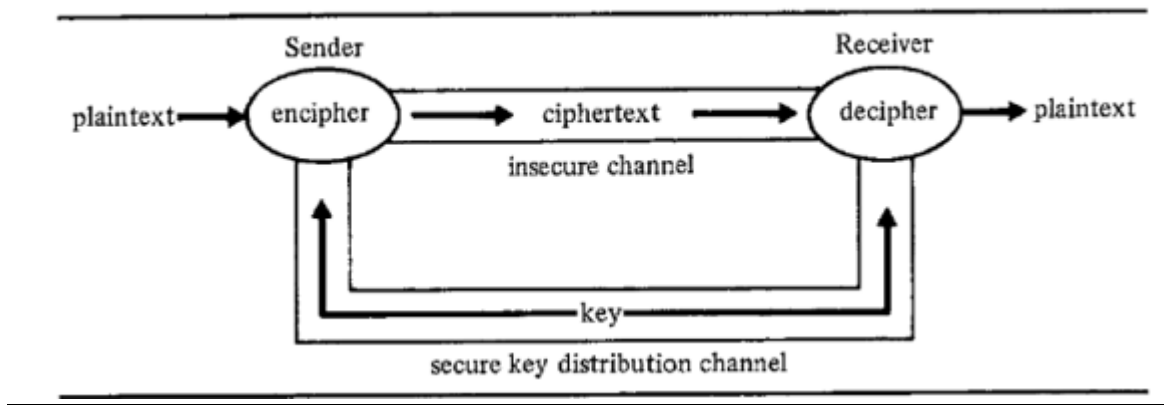 Sender Receiver
plaintext encipher ciphertext decipher plaintext
insecure channel
key
secure key distribution channel